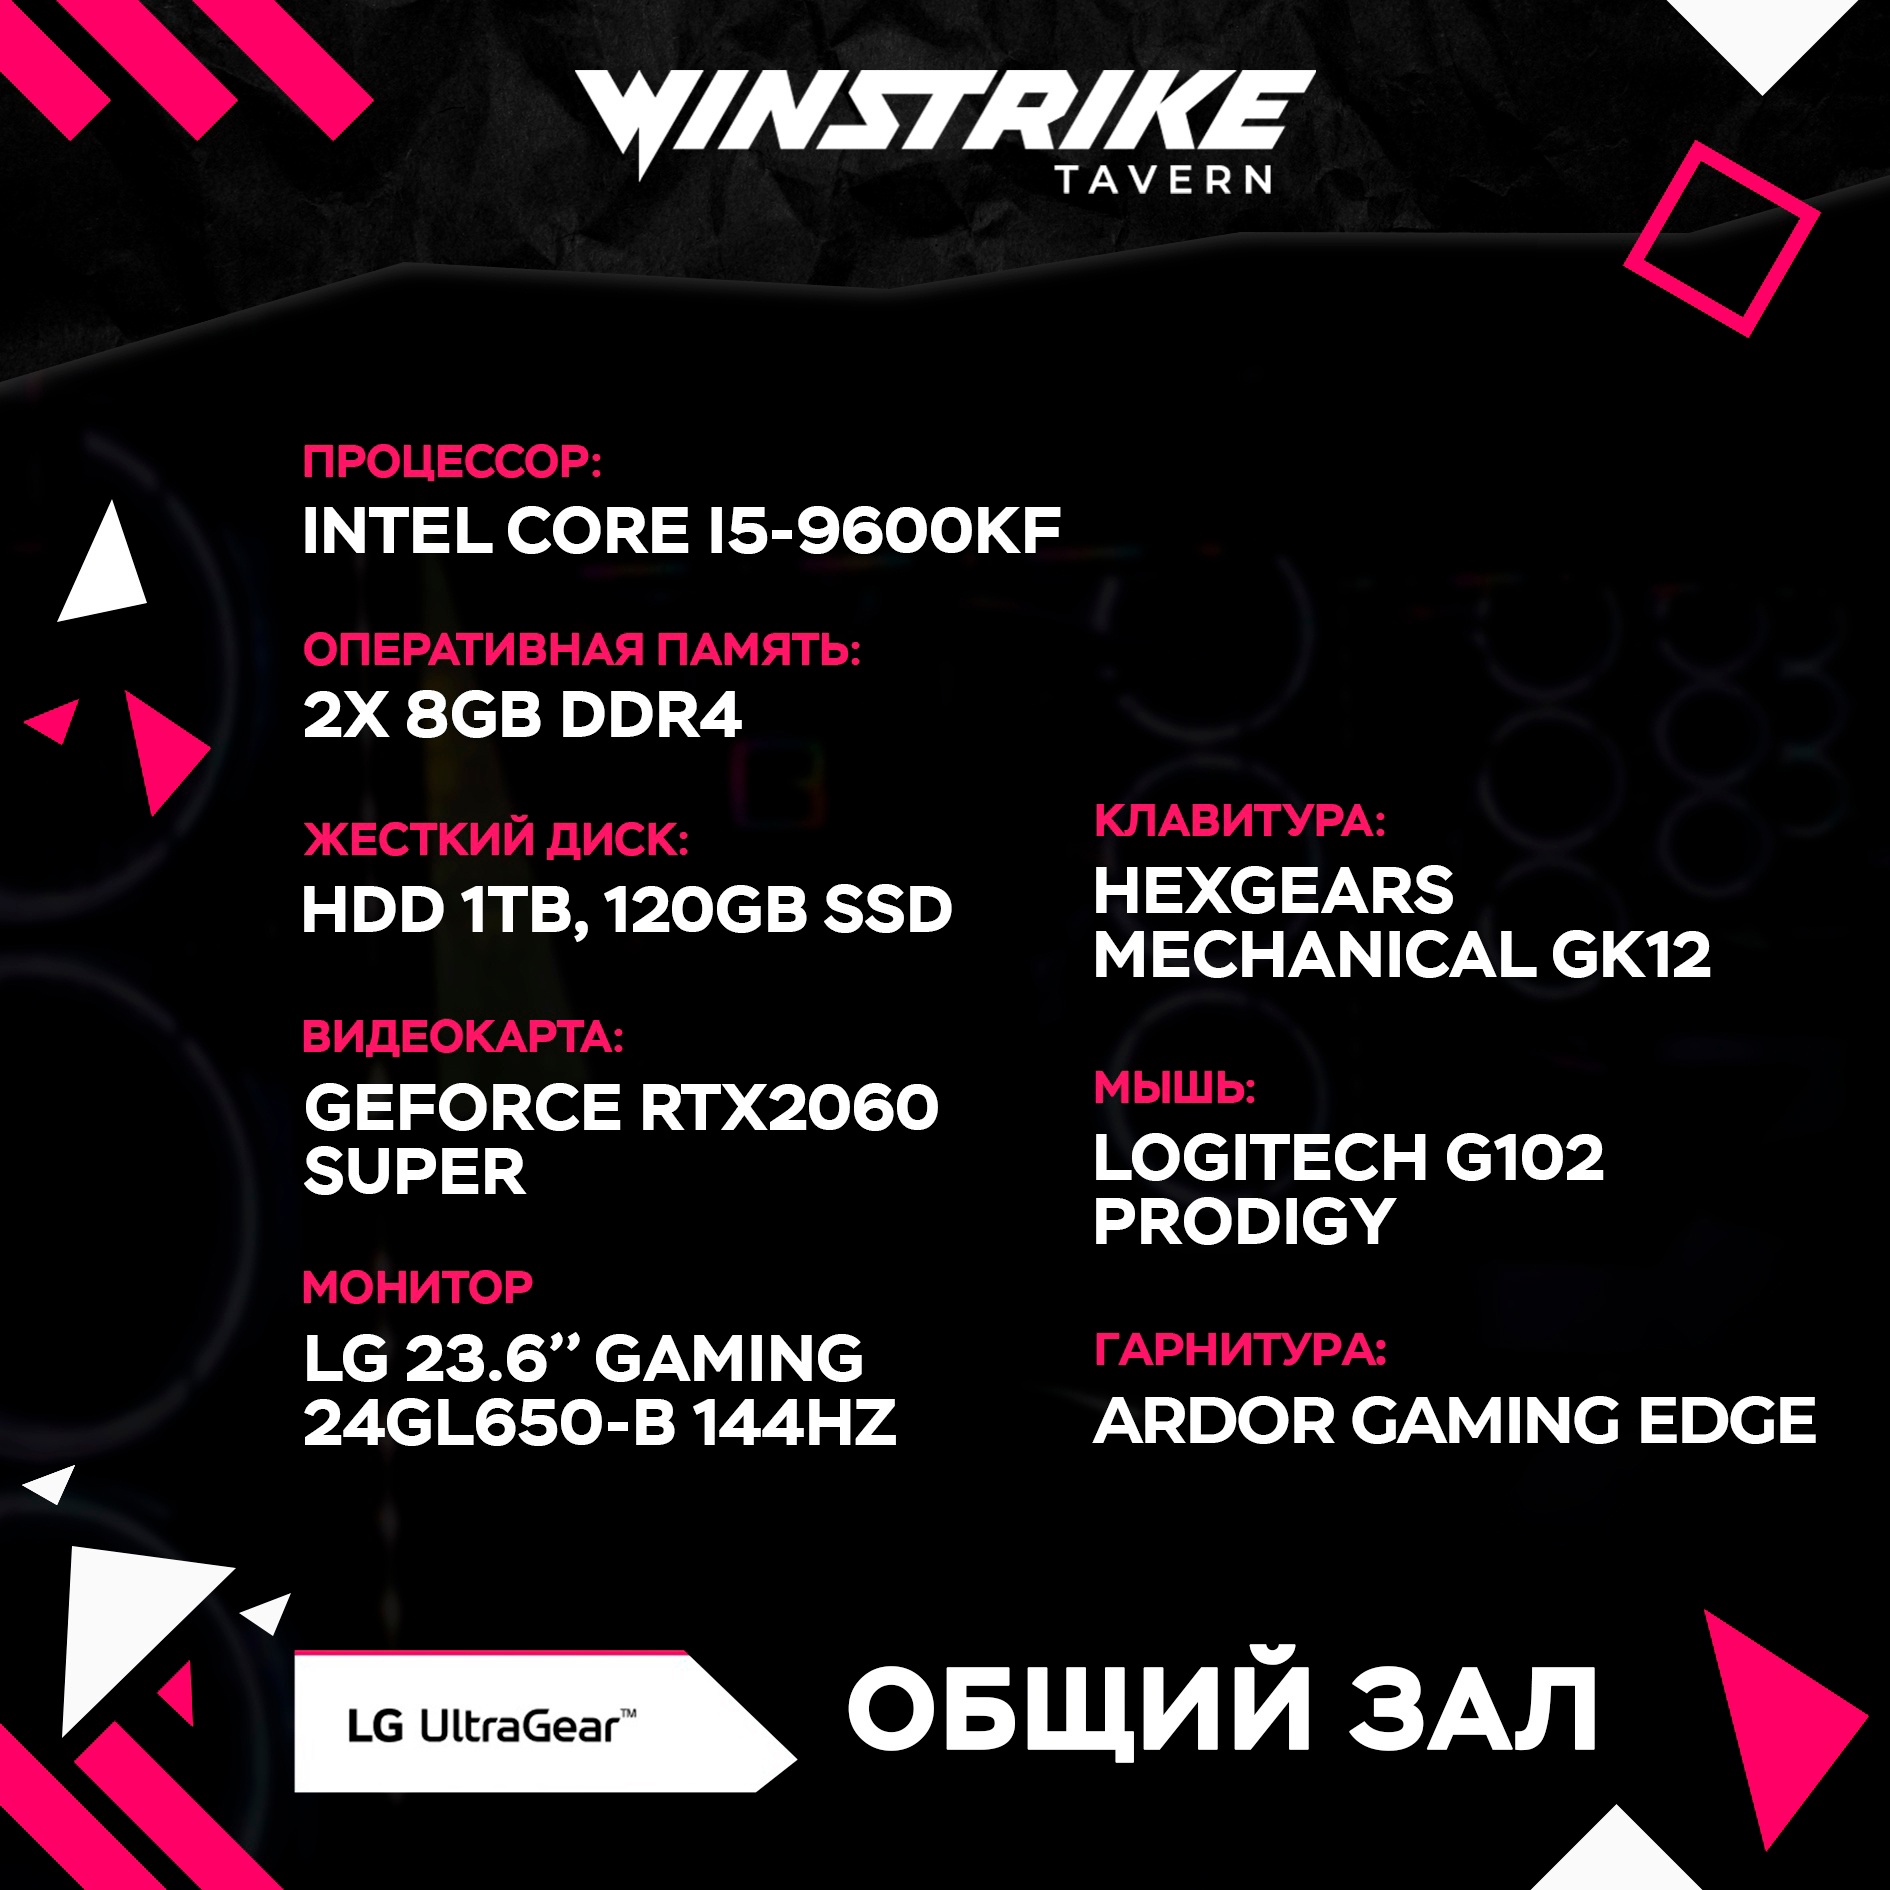 WINSTRIKE
TAVERN
ПРОЦЕССОР:
INTEL CORE I5-9600KF
ОПЕРАТИВНАЯ ПАМЯТЬ:
2X 8GB DDR4
ЖЕСТКИЙ ДИСК:
HDD 1TB, 120GB SSD
ВИДЕОКАРТА:
GEFORCE RTX2060
SUPER
МОНИТОР
LG 23.6’’ GAMING
24GL650-B 144HZ
КЛАВИТУРА:
HEXGEARS
MECHANICAL GK12
МЫШЬ:
LOGITECH G102
PRODIGY
ГАРНИТУРА:
ARDOR GAMING EDGE
LG UltraGear™
ОБЩИЙ ЗАЛ